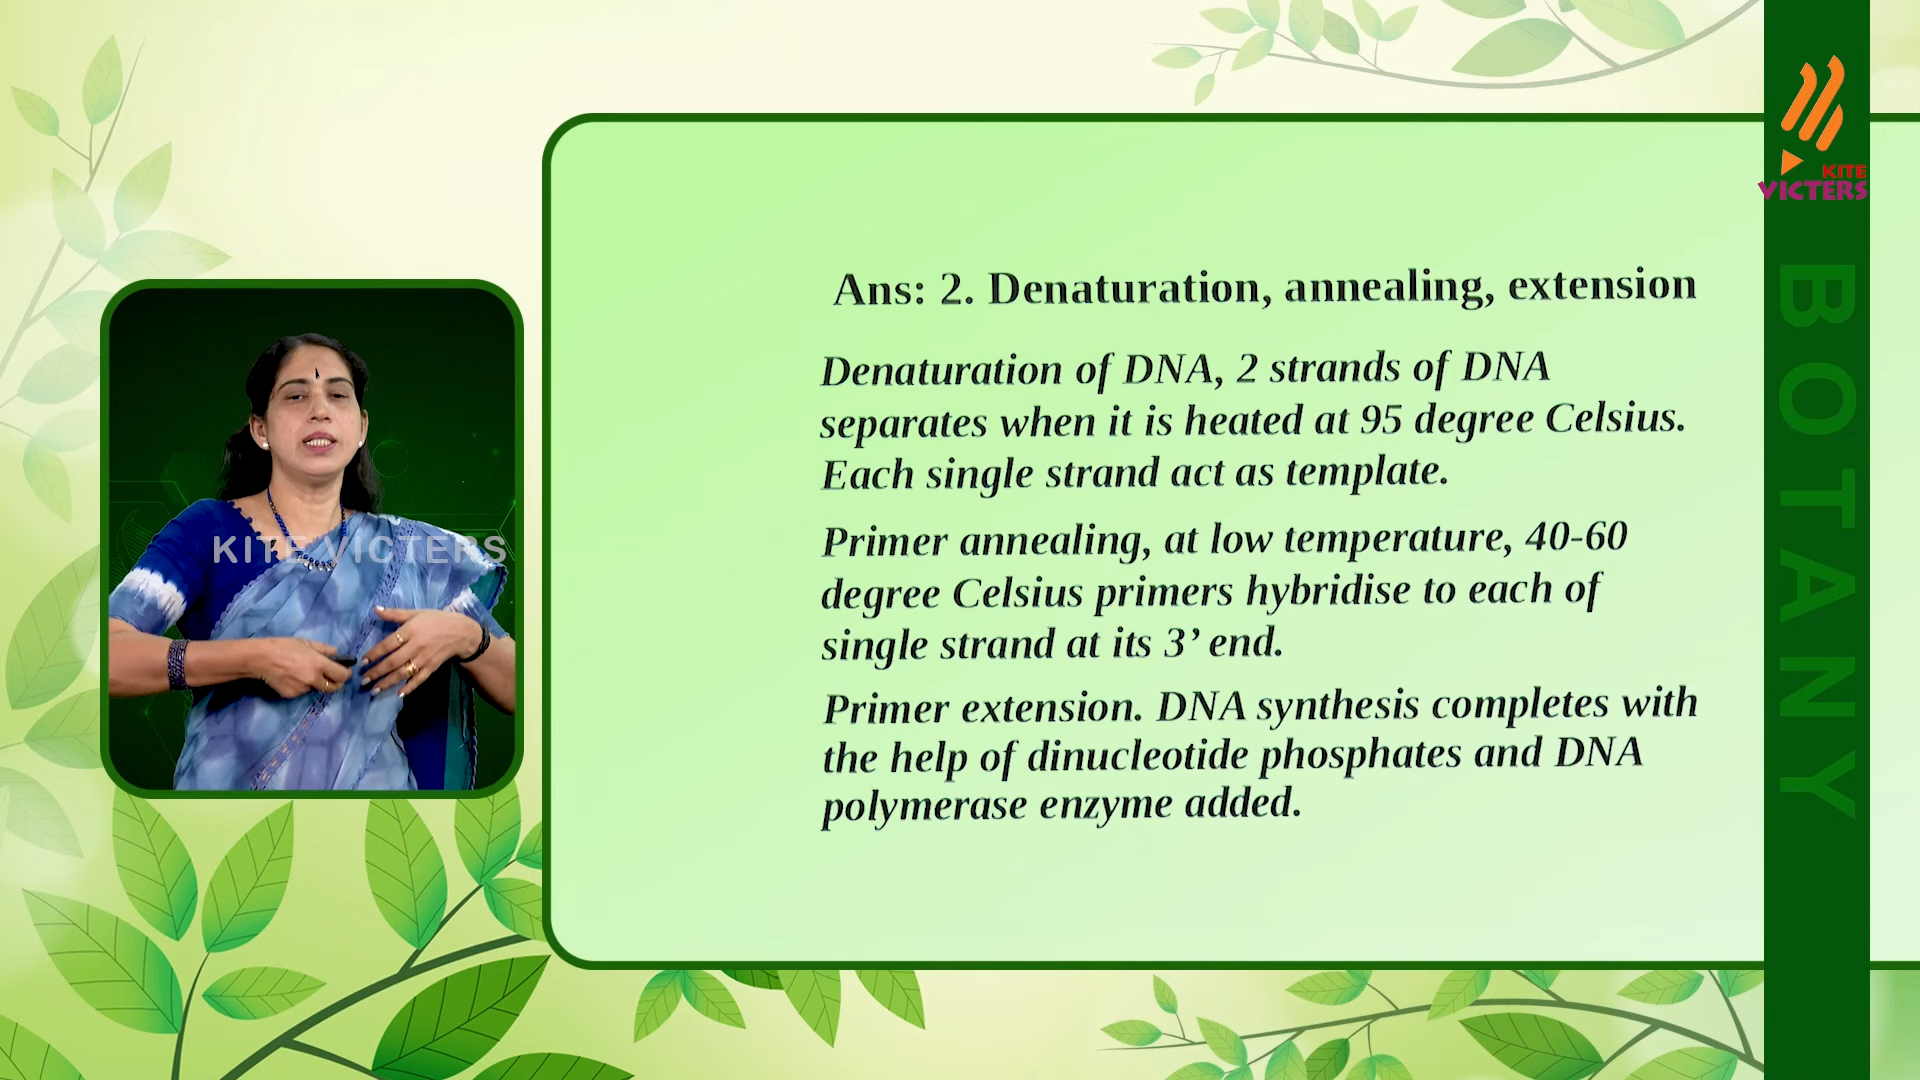 Ans: 2. Denaturation, annealing, extension
Denaturation of DNA, 2 strands of DNA
separates when it is heated at 95 degree Celsius.
Each single strand act as template.
Primer annealing, at low temperature, 40-60
degree Celsius primers hybridise to each of
single strand at its 3’ end.
Primer extension. DNA synthesis completes with
the help of dinucleotide phosphates and DNA
polymerase enzyme added.
KITE VICTERS
KITE
VICTERS
BOTANY